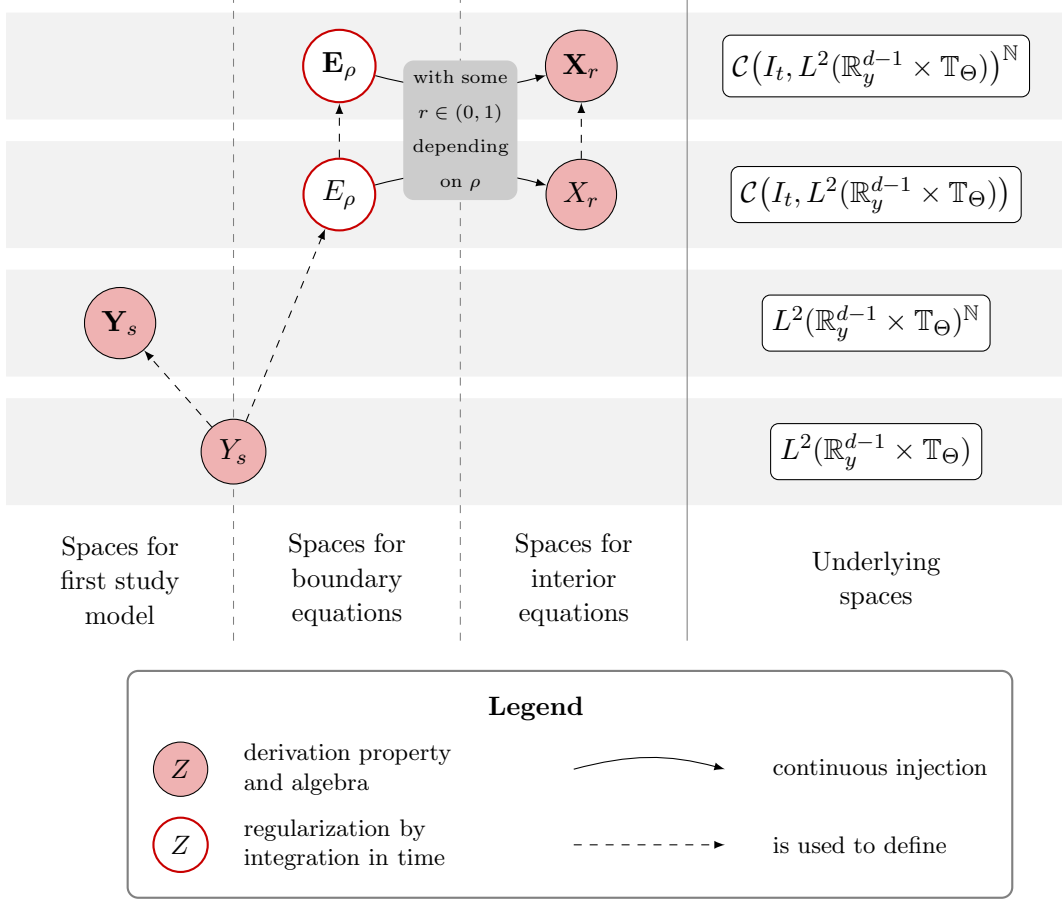 𝐄_ρ
with some
r ∈ (0, 1)
depending
on ρ
𝐗_r
𝒞(I_t, L²(ℝ_y^{d−1} × 𝕋_Θ))^ℕ
E_ρ
X_r
𝒞(I_t, L²(ℝ_y^{d−1} × 𝕋_Θ))
𝐘_s
L²(ℝ_y^{d−1} × 𝕋_Θ)^ℕ
Y_s
L²(ℝ_y^{d−1} × 𝕋_Θ)
Spaces for
first study
model
Spaces for
boundary
equations
Spaces for
interior
equations
Underlying
spaces
Legend
Z
derivation property
and algebra
continuous injection
Z
regularization by
integration in time
is used to define